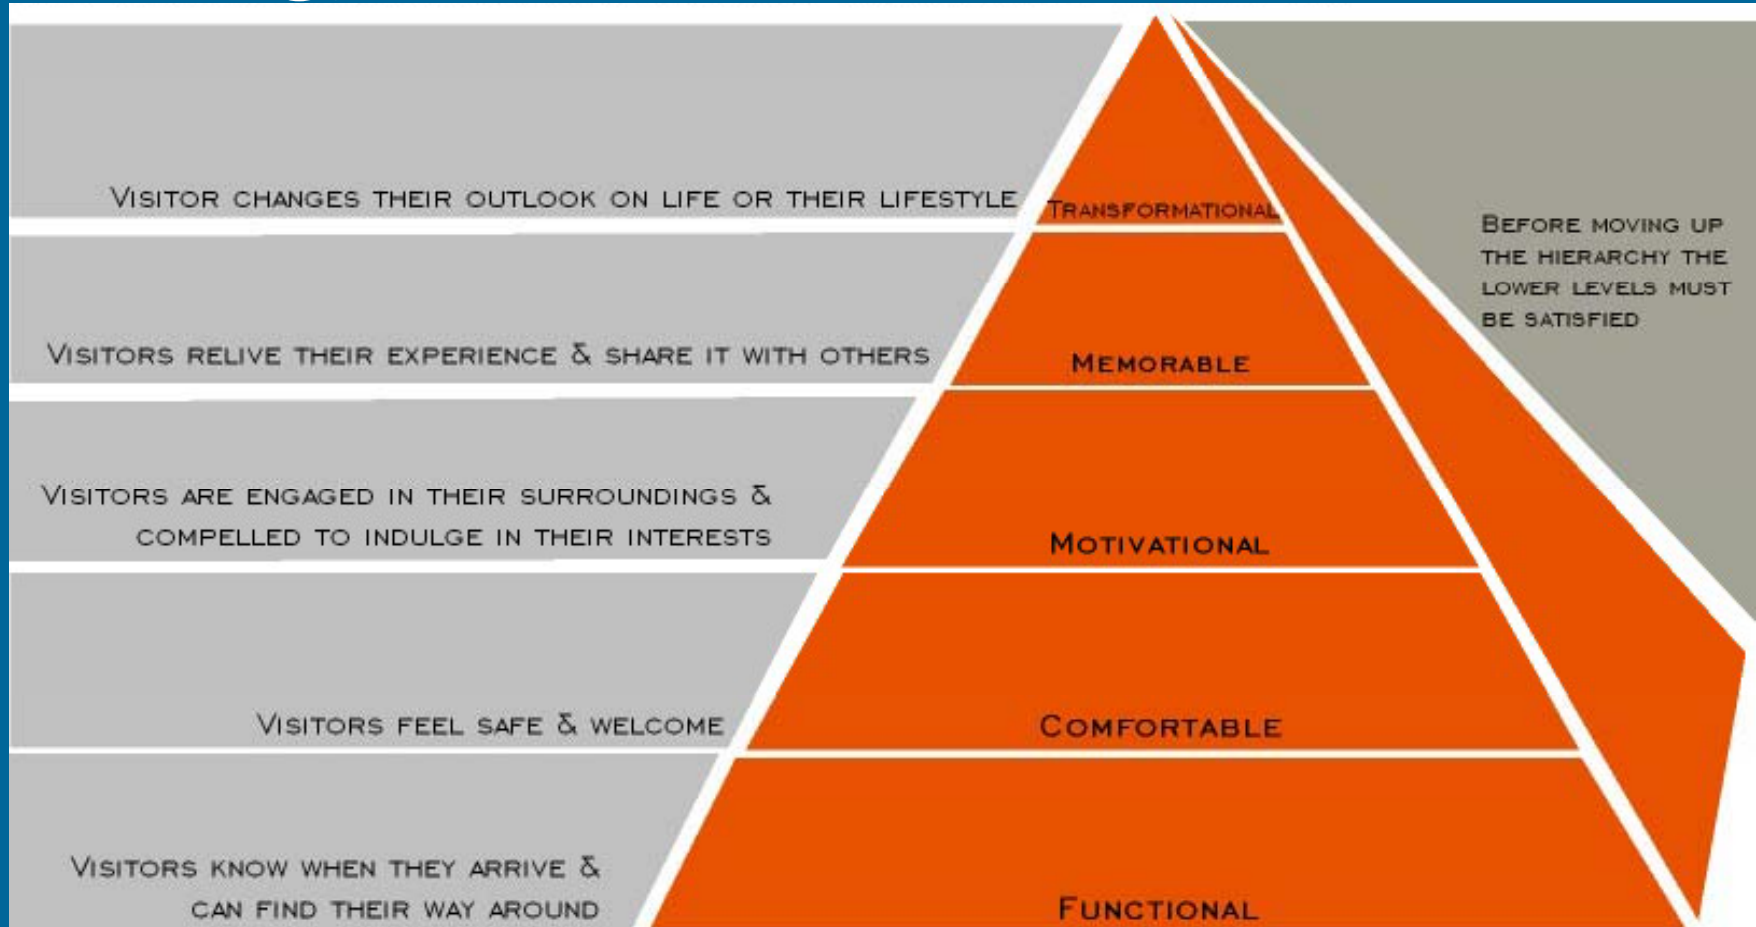 VISITOR CHANGES THEIR OUTLOOK ON LIFE OR THEIR LIFESTYLE
TRANSFORMATIONAL
BEFORE MOVING UP
THE HIERARCHY THE
LOWER LEVELS MUST
BE SATISFIED
VISITORS RELIVE THEIR EXPERIENCE & SHARE IT WITH OTHERS
MEMORABLE
VISITORS ARE ENGAGED IN THEIR SURROUNDINGS &
COMPELLED TO INDULGE IN THEIR INTERESTS
MOTIVATIONAL
VISITORS FEEL SAFE & WELCOME
COMFORTABLE
VISITORS KNOW WHEN THEY ARRIVE &
CAN FIND THEIR WAY AROUND
FUNCTIONAL